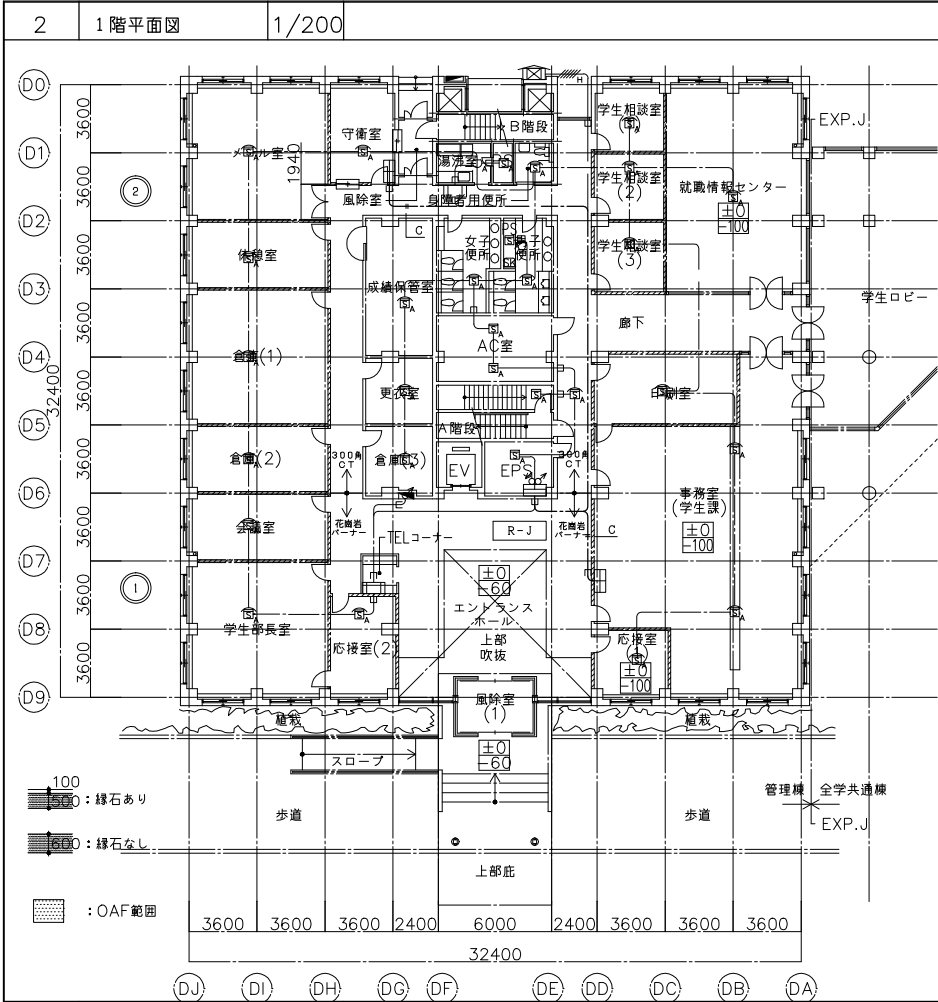 2
1階平面図
1/200
D0
D1
D2
D3
D4
D5
D6
D7
D8
D9
3600
3600
3600
3600
3600
3600
3600
3600
3600
32400
1940
2
1
守衛室
メール室
湯沸室
B階段
学生相談室
EXP.J
学生相談室
(2)
就職情報センター
±0
-100
風除室
身障者用便所
C
PS
女子
便所
男子
便所
SK
学生相談室
(3)
休憩室
成績保管室
学生ロビー
廊下
倉庫(1)
AC室
更衣室
印刷室
A階段
倉庫(2)
300角
CT
倉庫(3)
EV
EPS
300角
CT
事務室
(学生課)
±0
-100
会議室
花崗岩
バーナー
TELコーナー
R-J
花崗岩
バーナー
C
±0
-60
エントランス
ホール
上部
吹抜
学生部長室
応接室(2
応接室
1
±0
-100
風除室
(1)
植栽
植栽
±0
-60
スロープ
100
500
:縁石あり
歩道
歩道
管理棟
全学共通棟
EXP.J
600
:縁石なし
上部庇
:OAF範囲
3600
3600
3600
2400
6000
2400
3600
3600
3600
32400
DJ
DI
DH
DG
DF
DE
DD
DC
DB
DA